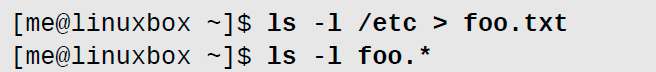 [me@linuxbox ~]$ ls -l /etc > foo.txt
[me@linuxbox ~]$ ls -l foo.*